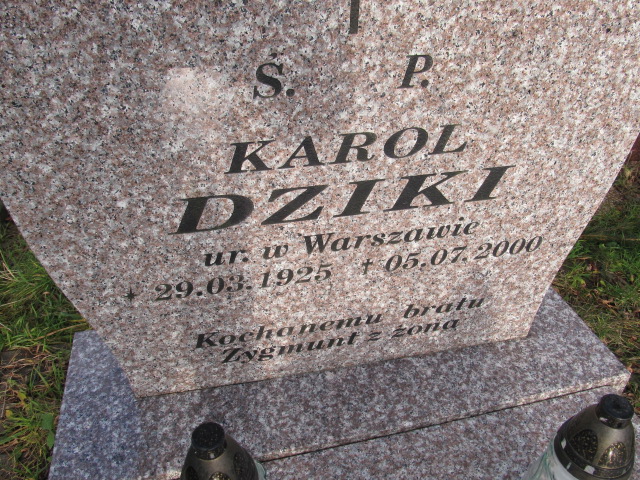 Ś. P.
KAROL
DZIKI
ur. w Warszawie
* 29.03.1925 † 05.07.2000
Kochanemu bratu
Zygmunt z żoną